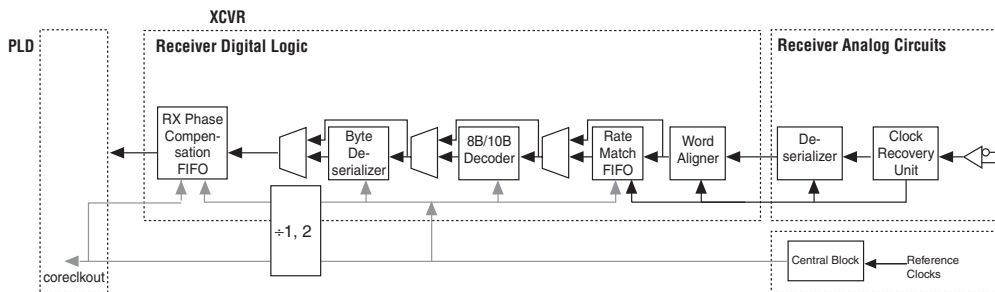 XCVR
PLD
Receiver Digital Logic
Receiver Analog Circuits
RX Phase
Compen-
sation
FIFO
Byte
De-
serializer
8B/10B
Decoder
Rate
Match
FIFO
Word
Aligner
De-
serializer
Clock
Recovery
Unit
÷1, 2
coreclkout
Central Block
Reference
Clocks